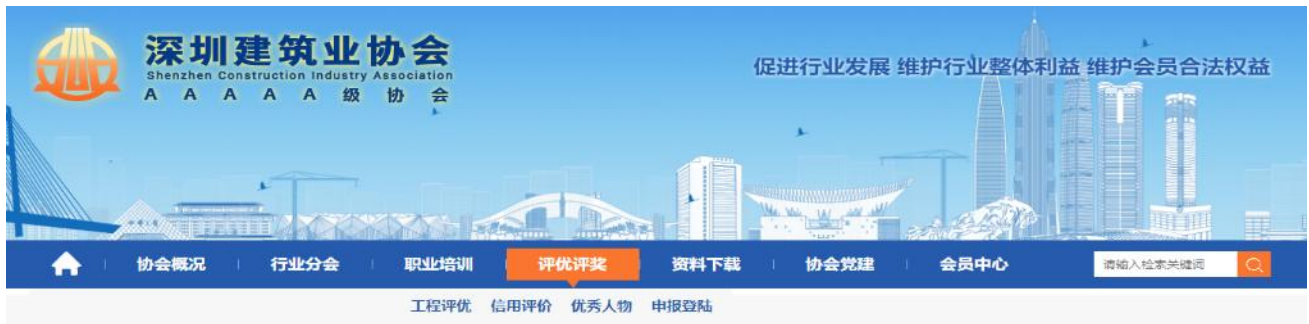 深圳建筑业协会
Shenzhen Construction Industry Association
AAAAA级协会
促进行业发展 维护行业整体利益 维护会员合法权益
协会概况 行业分会 职业培训 评优评奖 资料下载 协会党建 会员中心 请输入检索关键词
工程评优 信用评价 优秀人物 申报登陆